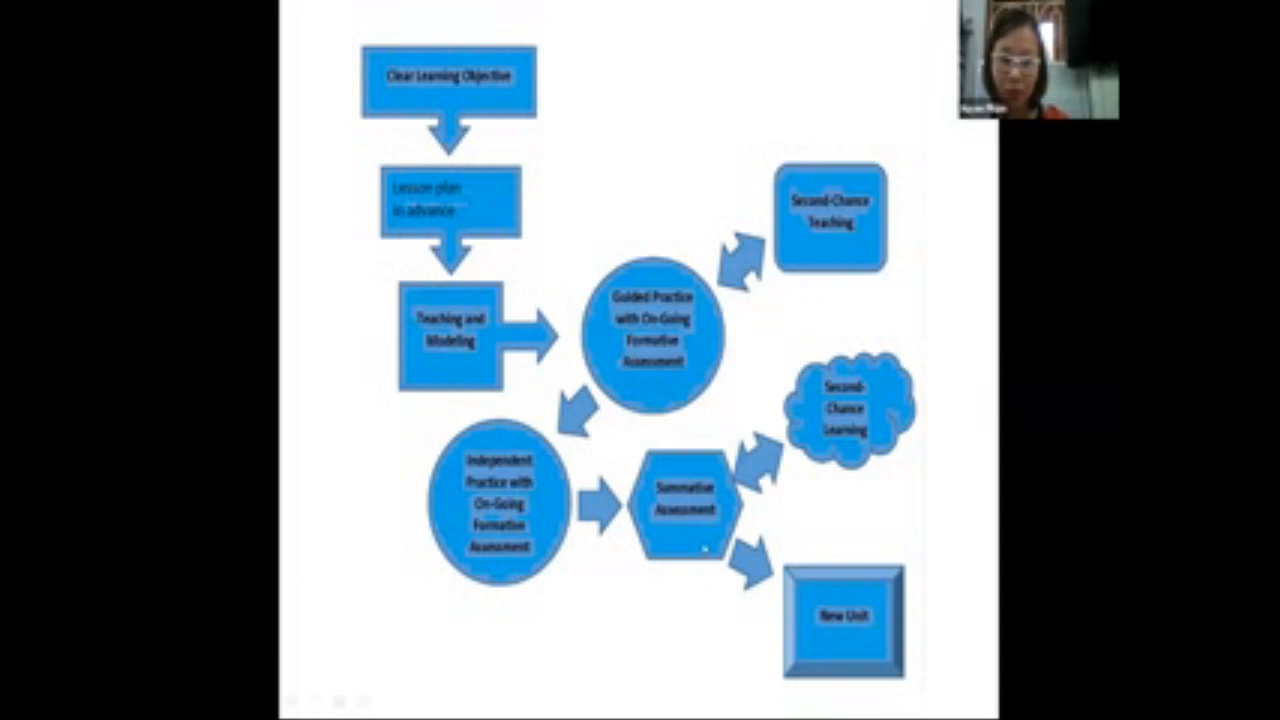 Clear Learning Objective
Lesson plan
in advance
Teaching and
Modeling
Guided Practice
with On-Going
Formative
Assessment
Second-Chance
Teaching
Second-
Chance
Learning
Independent
Practice with
On-Going
Formative
Assessment
Summative
Assessment
New Unit